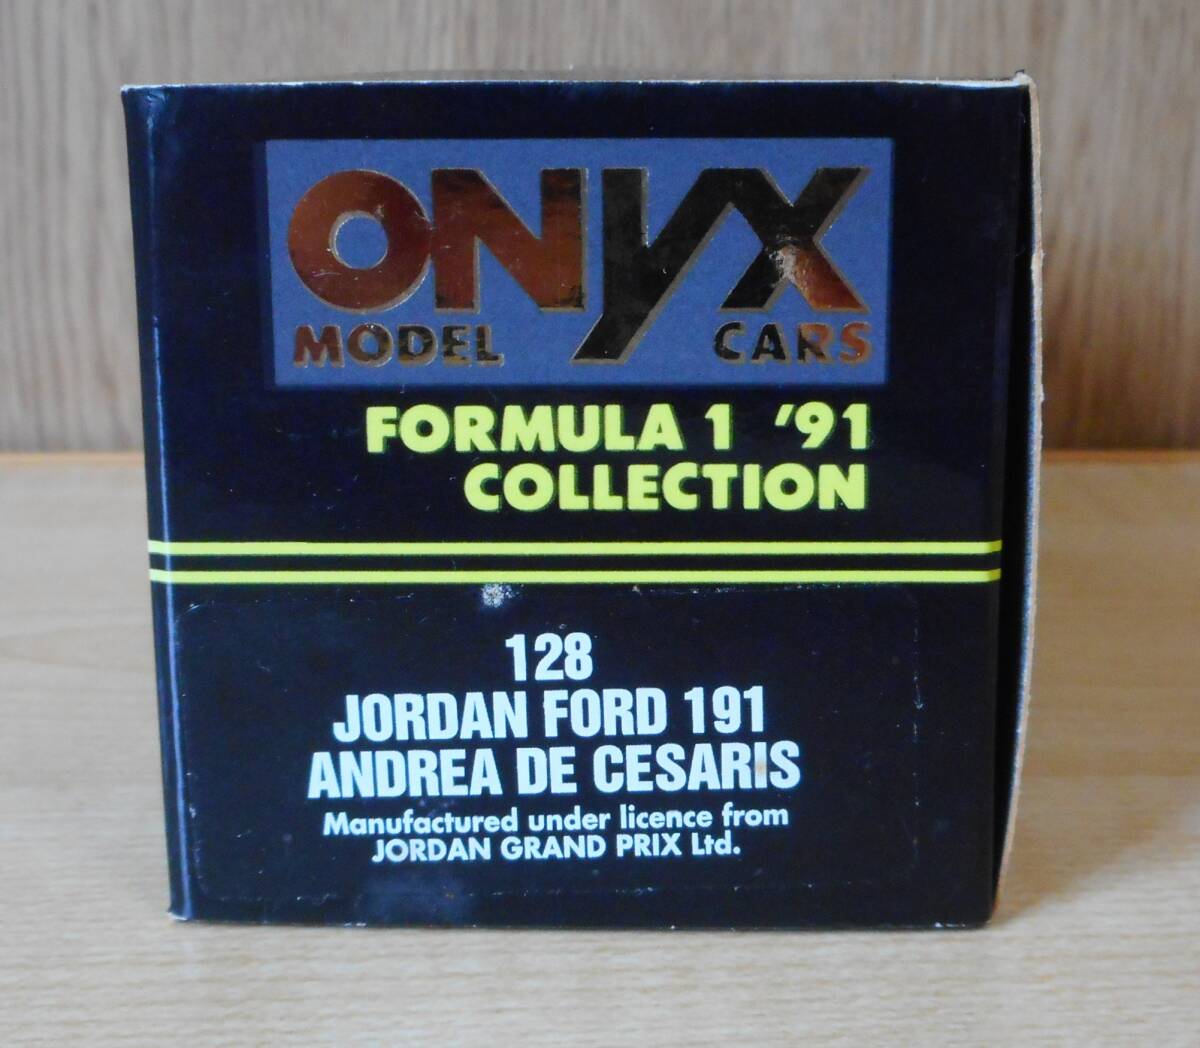 ONYX
MODEL CARS
FORMULA 1 '91
COLLECTION
128
JORDAN FORD 191
ANDREA DE CESARIS
Manufactured under licence from
JORDAN GRAND PRIX Ltd.